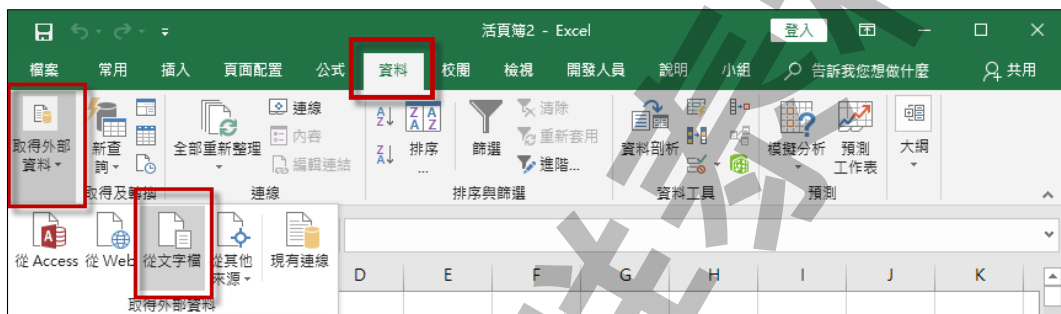 活頁簿2 - Excel 登入
檔案 常用 插入 頁面配置 公式 資料 校閱 檢視 開發人員 說明 小組 告訴我您想做什麼 共用
取得外部
資料
新查
詢
取得及轉換
全部重新整理
連線
內容
編輯連結
連線
排序
篩選
清除
重新套用
進階...
排序與篩選
資料剖析
資料工具
模擬分析
預測
工作表
預測
大綱
從 Access 從 Web 從文字檔 從其他
來源
現有連線
取得外部資料
D E F G H I J K